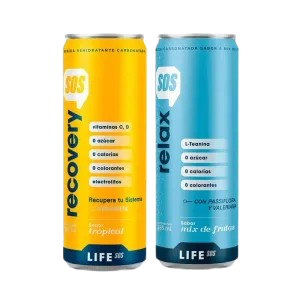 SOS
recovery
vitaminas C, D
0 azúcar
0 calorías
0 colorantes
electrolitos
Recupera tu Sistema
Sabor
tropical
LIFE SOS
SOS
relax
L-Teanina
0 azúcar
0 calorías
0 colorantes
CON PASIFLORA
Y VALERIANA
Sabor
mix de frutas
LIFE SOS